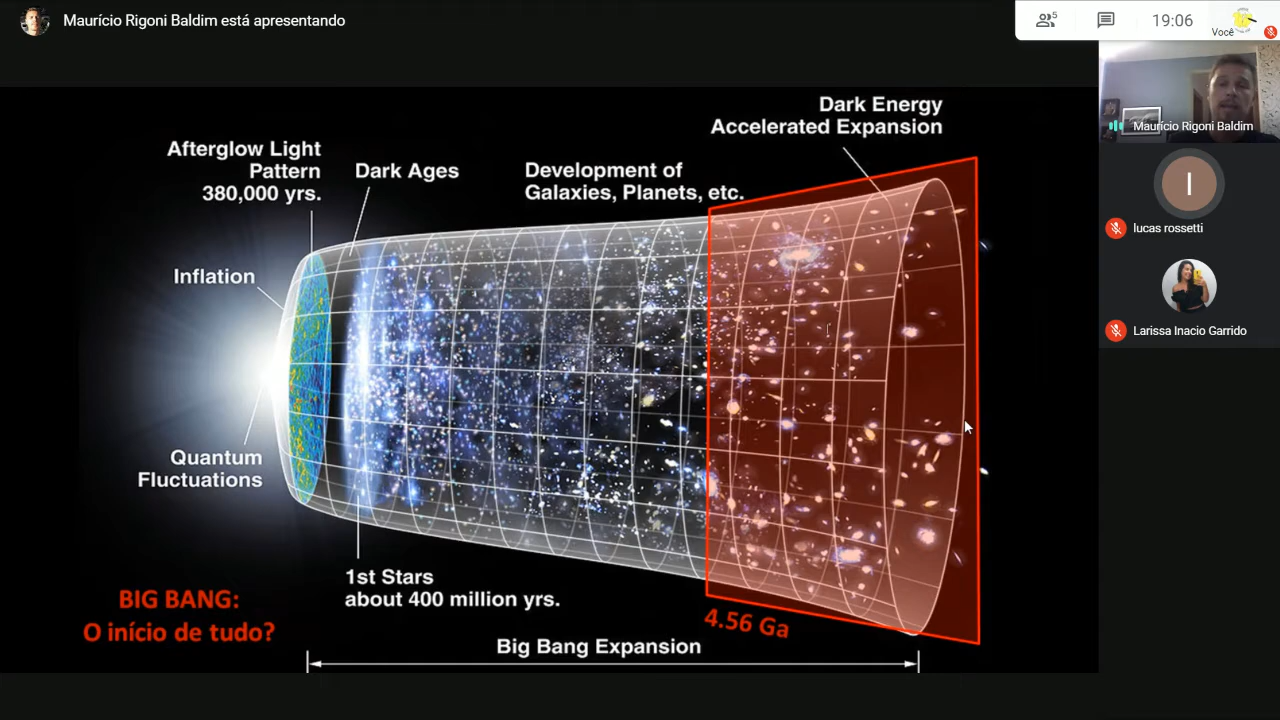 Maurício Rigoni Baldim está apresentando
5
19:06
Você
Dark Energy
Accelerated Expansion
Afterglow Light
Pattern
380,000 yrs.
Dark Ages
Development of
Galaxies, Planets, etc.
Inflation
Quantum
Fluctuations
1st Stars
about 400 million yrs.
BIG BANG:
O início de tudo?
4.56 Ga
Big Bang Expansion
Maurício Rigoni Baldim
I
lucas rossetti
Larissa Inacio Garrido